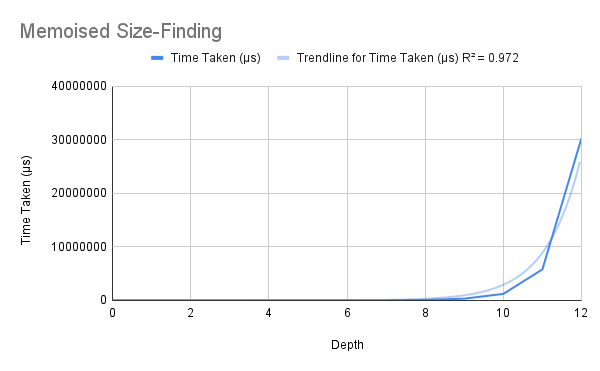 Memoised Size-Finding
Time Taken (μs) Trendline for Time Taken (μs) R² = 0.972
40000000
30000000
20000000
10000000
0
Time Taken (μs)
0 2 4 6 8 10 12
Depth